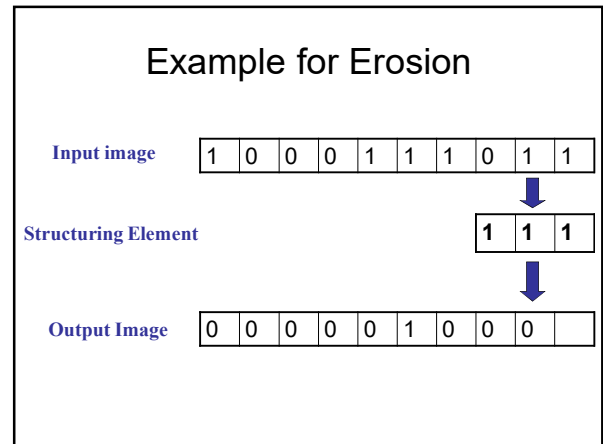 Example for Erosion
Input image 1 0 0 0 1 1 1 0 1 1
Structuring Element 1 1 1
Output Image 0 0 0 0 0 1 0 0 0